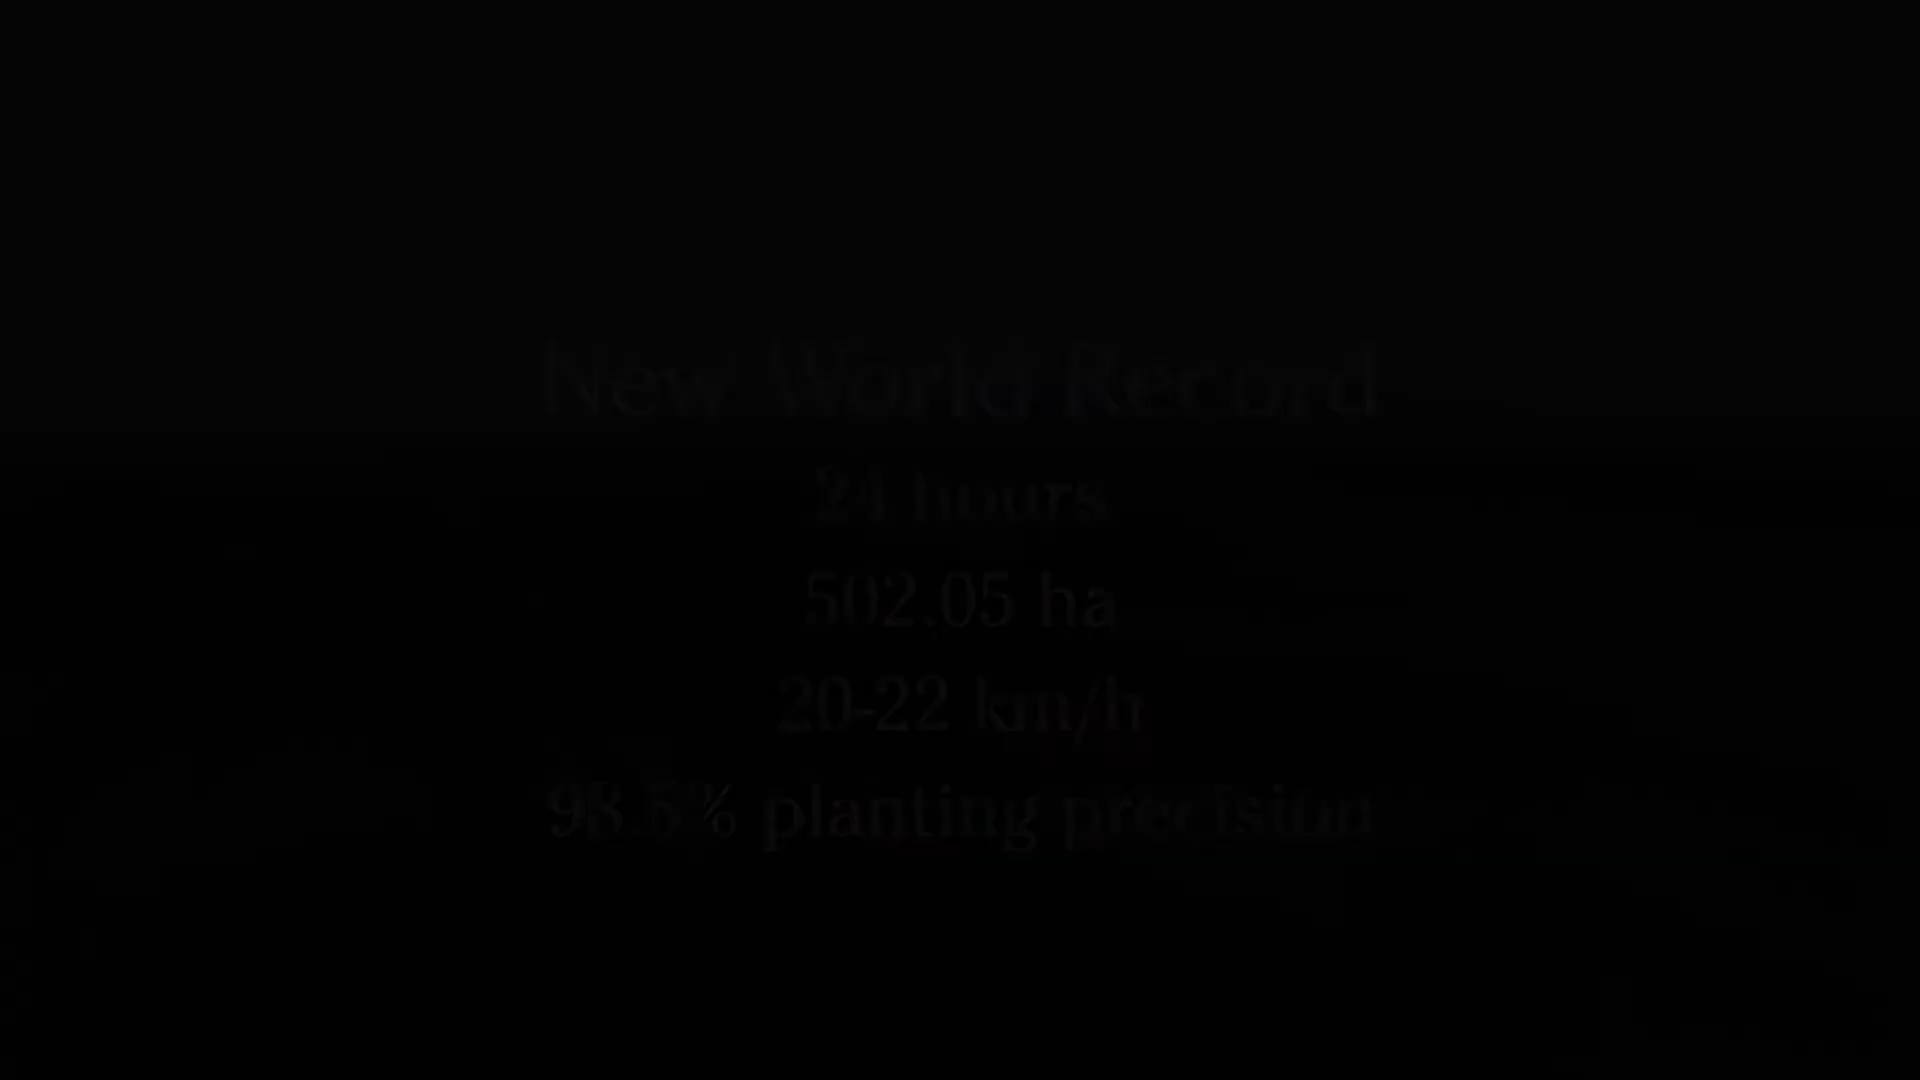 New World Record
24 hours
502.05 ha
20-22 km/h
98.5% planting precision